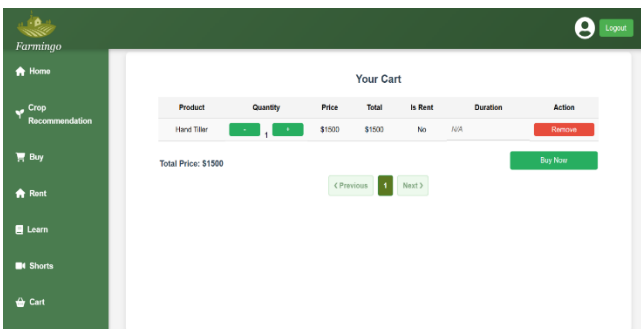 Farmingo
Logout
Home
Crop
Recommendation
Buy
Rent
Learn
Shorts
Cart
Your Cart
Product Quantity Price Total Is Rent Duration Action
Hand Tiller - 1 + $1500 $1500 No N/A Remove
Total Price: $1500
Buy Now
❮ Previous 1 Next ❯